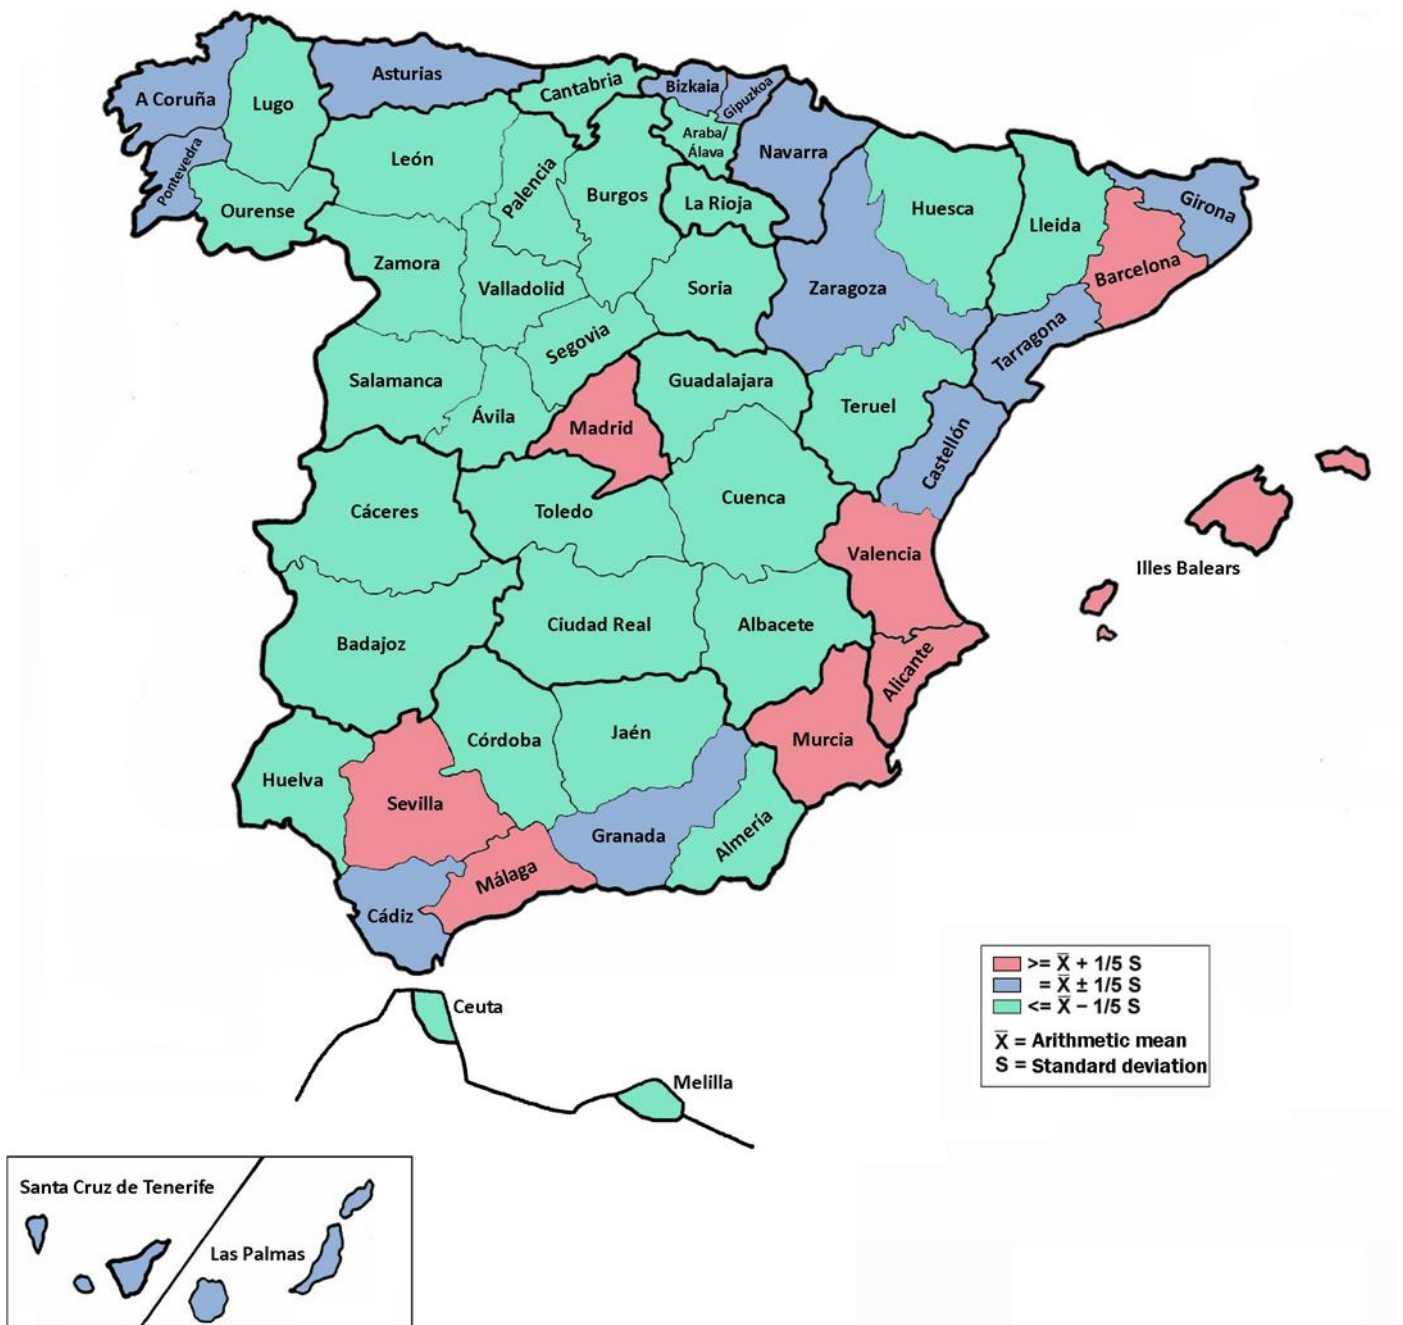 A Coruña
Lugo
Asturias
Cantabria
Bizkaia
Gipuzkoa
Pontevedra
Ourense
León
Palencia
Burgos
Araba/
Álava
Navarra
La Rioja
Huesca
Lleida
Girona
Barcelona
Zamora
Valladolid
Soria
Zaragoza
Tarragona
Segovia
Salamanca
Ávila
Madrid
Guadalajara
Teruel
Castellón
Cáceres
Toledo
Cuenca
Valencia
Illes Balears
Badajoz
Ciudad Real
Albacete
Alicante
Huelva
Sevilla
Córdoba
Jaén
Murcia
Granada
Almería
Málaga
Cádiz
Ceuta
Melilla
>= X̅ + 1/5 S
= X̅ ± 1/5 S
<= X̅ – 1/5 S
X̅ = Arithmetic mean
S = Standard deviation
Santa Cruz de Tenerife
Las Palmas